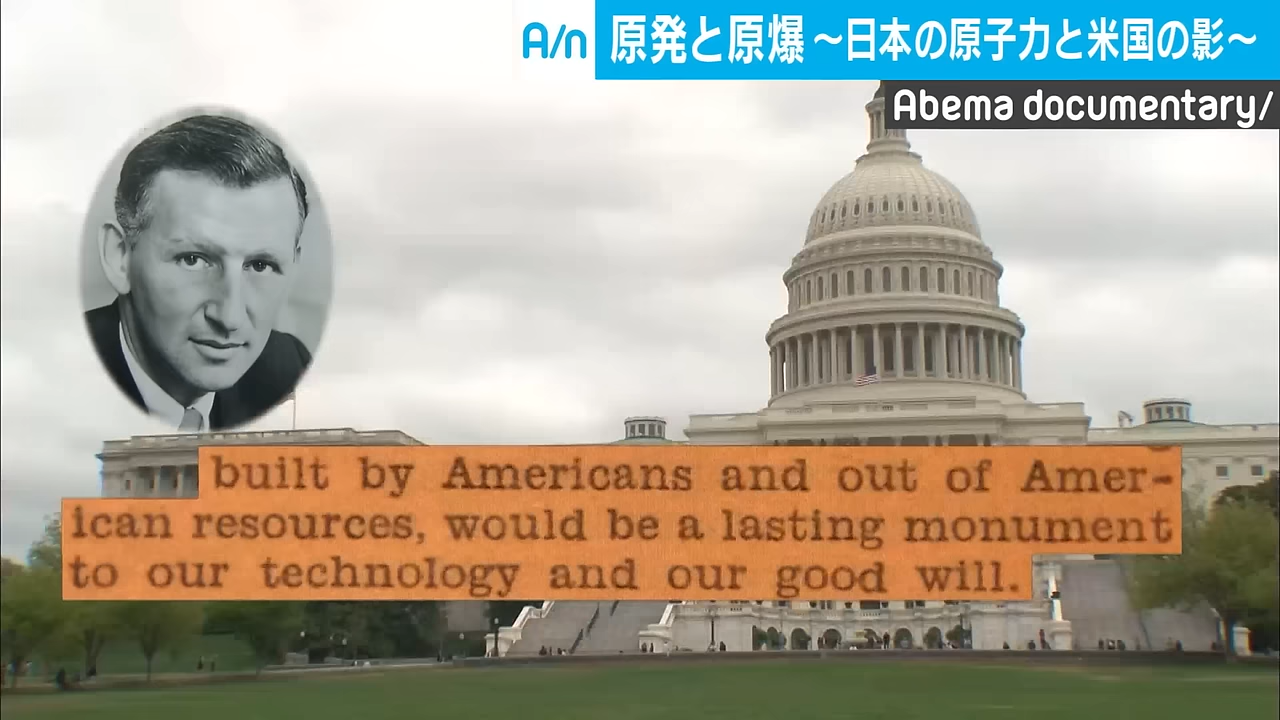 A/n 原発と原爆 ～日本の原子力と米国の影～
Abema documentary/
built by Americans and out of Amer-
ican resources, would be a lasting monument
to our technology and our good will.